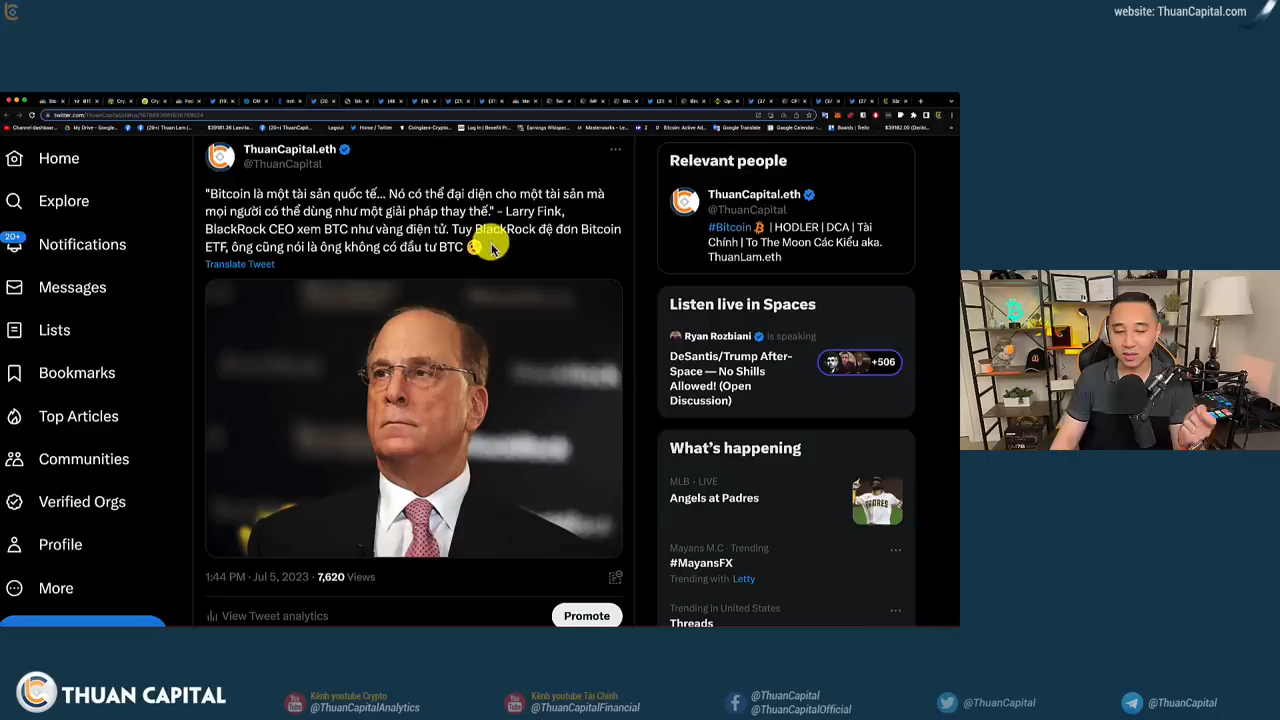 website: ThuanCapital.com
Home
Explore
20+
Notifications
Messages
Lists
Bookmarks
Top Articles
Communities
Verified Orgs
Profile
More
ThuanCapital.eth
@ThuanCapital
"Bitcoin là một tài sản quốc tế... Nó có thể đại diện cho một tài sản mà
mọi người có thể dùng như một giải pháp thay thế." - Larry Fink,
BlackRock CEO xem BTC như vàng điện tử. Tuy BlackRock đệ đơn Bitcoin
ETF, ông cũng nói là ông không có đầu tư BTC
Translate Tweet
1:44 PM · Jul 5, 2023 · 7,620 Views
View Tweet analytics
Promote
Relevant people
ThuanCapital.eth
@ThuanCapital
#Bitcoin | HODLER | DCA | Tài
Chính | To The Moon Các Kiểu aka.
ThuanLam.eth
Listen live in Spaces
Ryan Rozbiani is speaking
DeSantis/Trump After-
Space — No Shills
Allowed! (Open
Discussion)
+506
What's happening
MLB · LIVE
Angels at Padres
Mayans M.C · Trending
#MayansFX
Trending with Letty
Trending in United States
Threads
THUAN CAPITAL
Kênh youtube Crypto
@ThuanCapitalAnalytics
Kênh youtube Tài Chính
@ThuanCapitalFinancial
@ThuanCapital
@ThuanCapitalOfficial
@ThuanCapital
@ThuanCapital